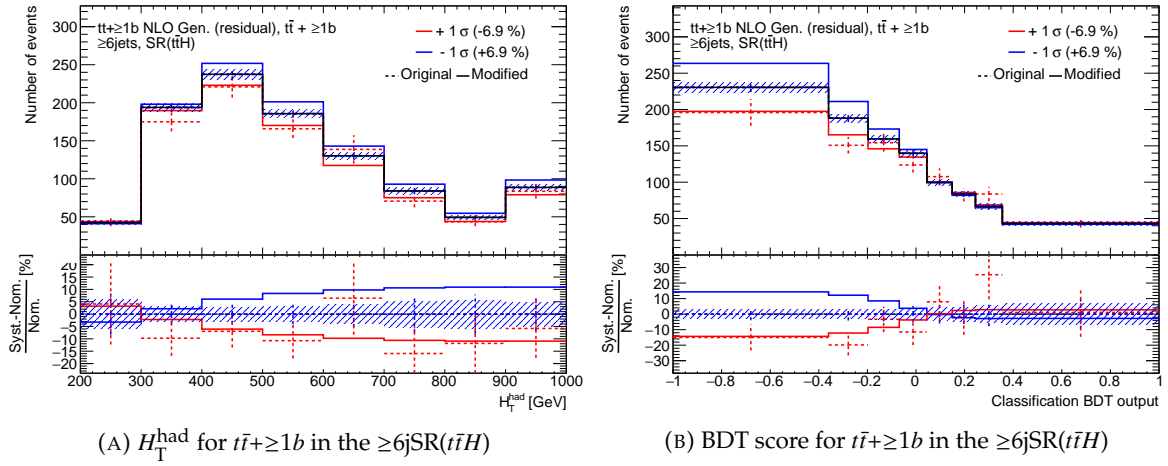 tt+≥1b NLO Gen. (residual), tt̄ + ≥1b
≥6jets, SR(tt̄H)
+ 1 σ (-6.9 %)
- 1 σ (+6.9 %)
Original Modified
Number of events
300
250
200
150
100
50
Syst.-Nom. [%]
Nom.
20
15
10
5
0
−5
−10
−15
−20
200 300 400 500 600 700 800 900 1000
H_T^had [GeV]
(A) H_T^had for tt̄+≥1b in the ≥6jSR(tt̄H)
tt+≥1b NLO Gen. (residual), tt̄ + ≥1b
≥6jets, SR(tt̄H)
+ 1 σ (-6.9 %)
- 1 σ (+6.9 %)
Original Modified
Number of events
300
250
200
150
100
50
Syst.-Nom. [%]
Nom.
30
20
10
0
−10
−20
−30
−1 −0.8 −0.6 −0.4 −0.2 0 0.2 0.4 0.6 0.8 1
Classification BDT output
(B) BDT score for tt̄+≥1b in the ≥6jSR(tt̄H)